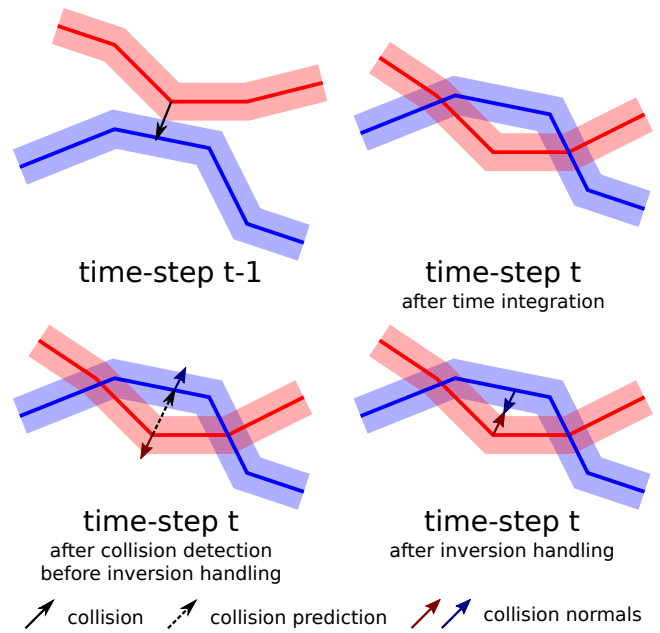 time-step t-1
time-step t
after time integration
time-step t
after collision detection
before inversion handling
time-step t
after inversion handling
collision
collision prediction
collision normals